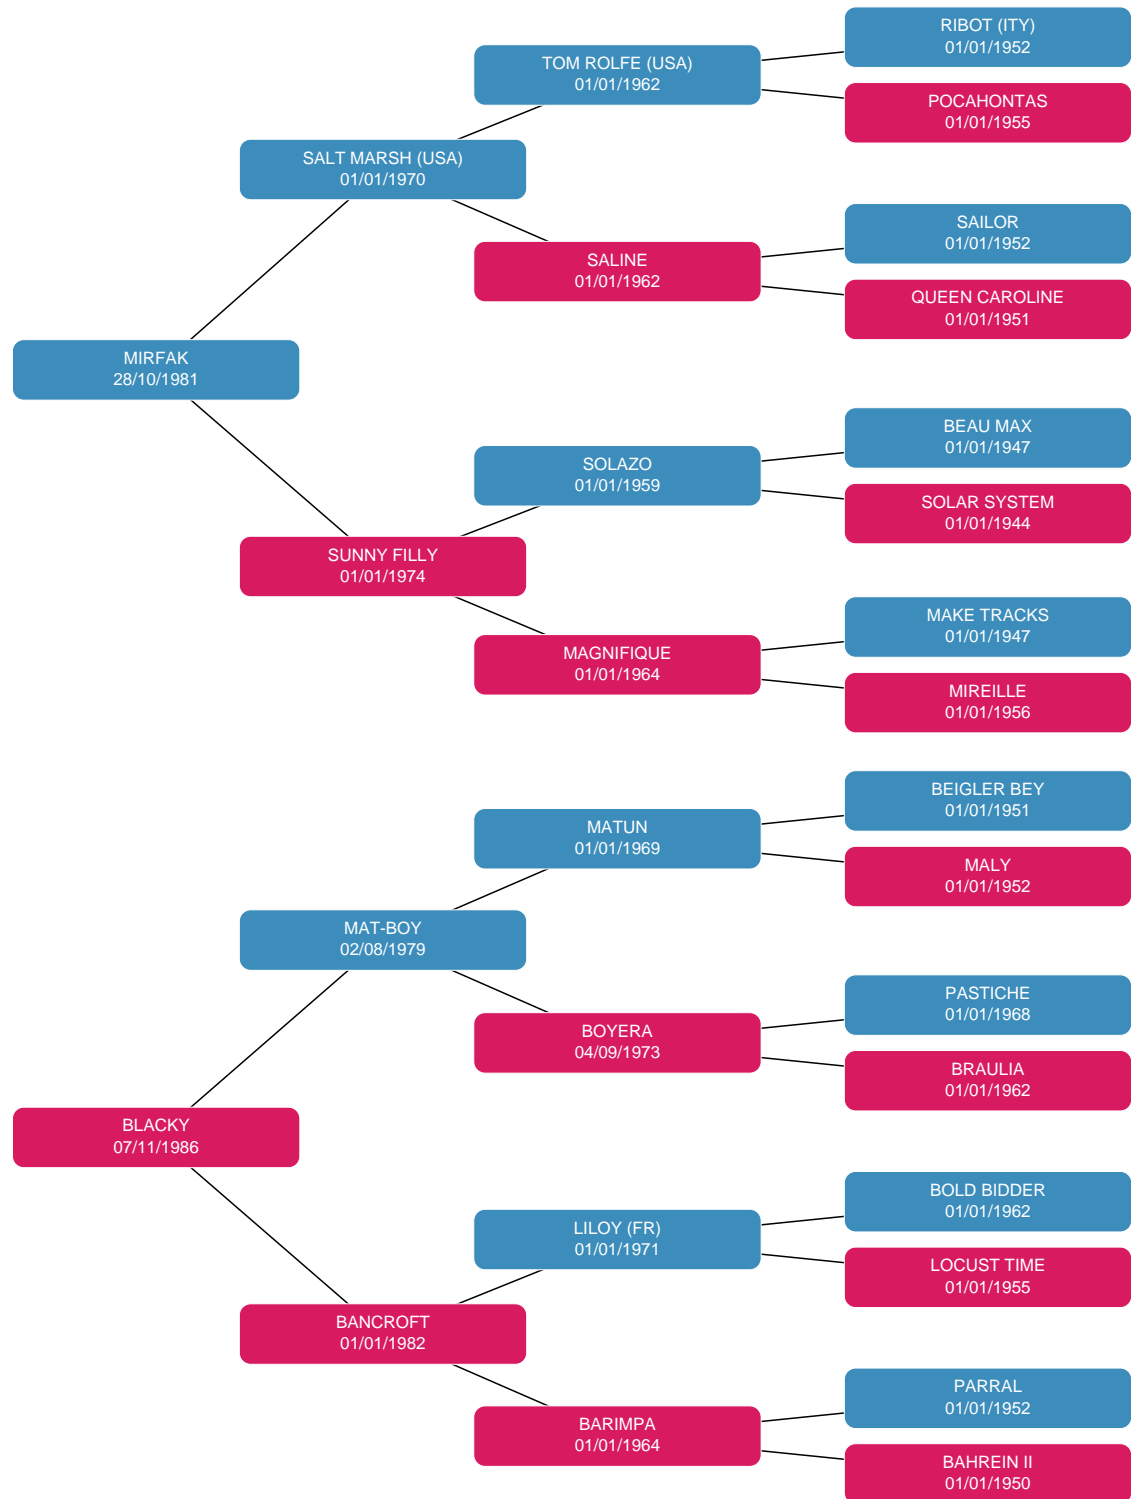 RIBOT (ITY)
01/01/1952
TOM ROLFE (USA)
01/01/1962
POCAHONTAS
01/01/1955
SALT MARSH (USA)
01/01/1970
SAILOR
01/01/1952
SALINE
01/01/1962
QUEEN CAROLINE
01/01/1951
MIRFAK
28/10/1981
BEAU MAX
01/01/1947
SOLAZO
01/01/1959
SOLAR SYSTEM
01/01/1944
SUNNY FILLY
01/01/1974
MAKE TRACKS
01/01/1947
MAGNIFIQUE
01/01/1964
MIREILLE
01/01/1956
BEIGLER BEY
01/01/1951
MATUN
01/01/1969
MALY
01/01/1952
MAT-BOY
02/08/1979
PASTICHE
01/01/1968
BOYERA
04/09/1973
BRAULIA
01/01/1962
BLACKY
07/11/1986
BOLD BIDDER
01/01/1962
LILOY (FR)
01/01/1971
LOCUST TIME
01/01/1955
BANCROFT
01/01/1982
PARRAL
01/01/1952
BARIMPA
01/01/1964
BAHREIN II
01/01/1950